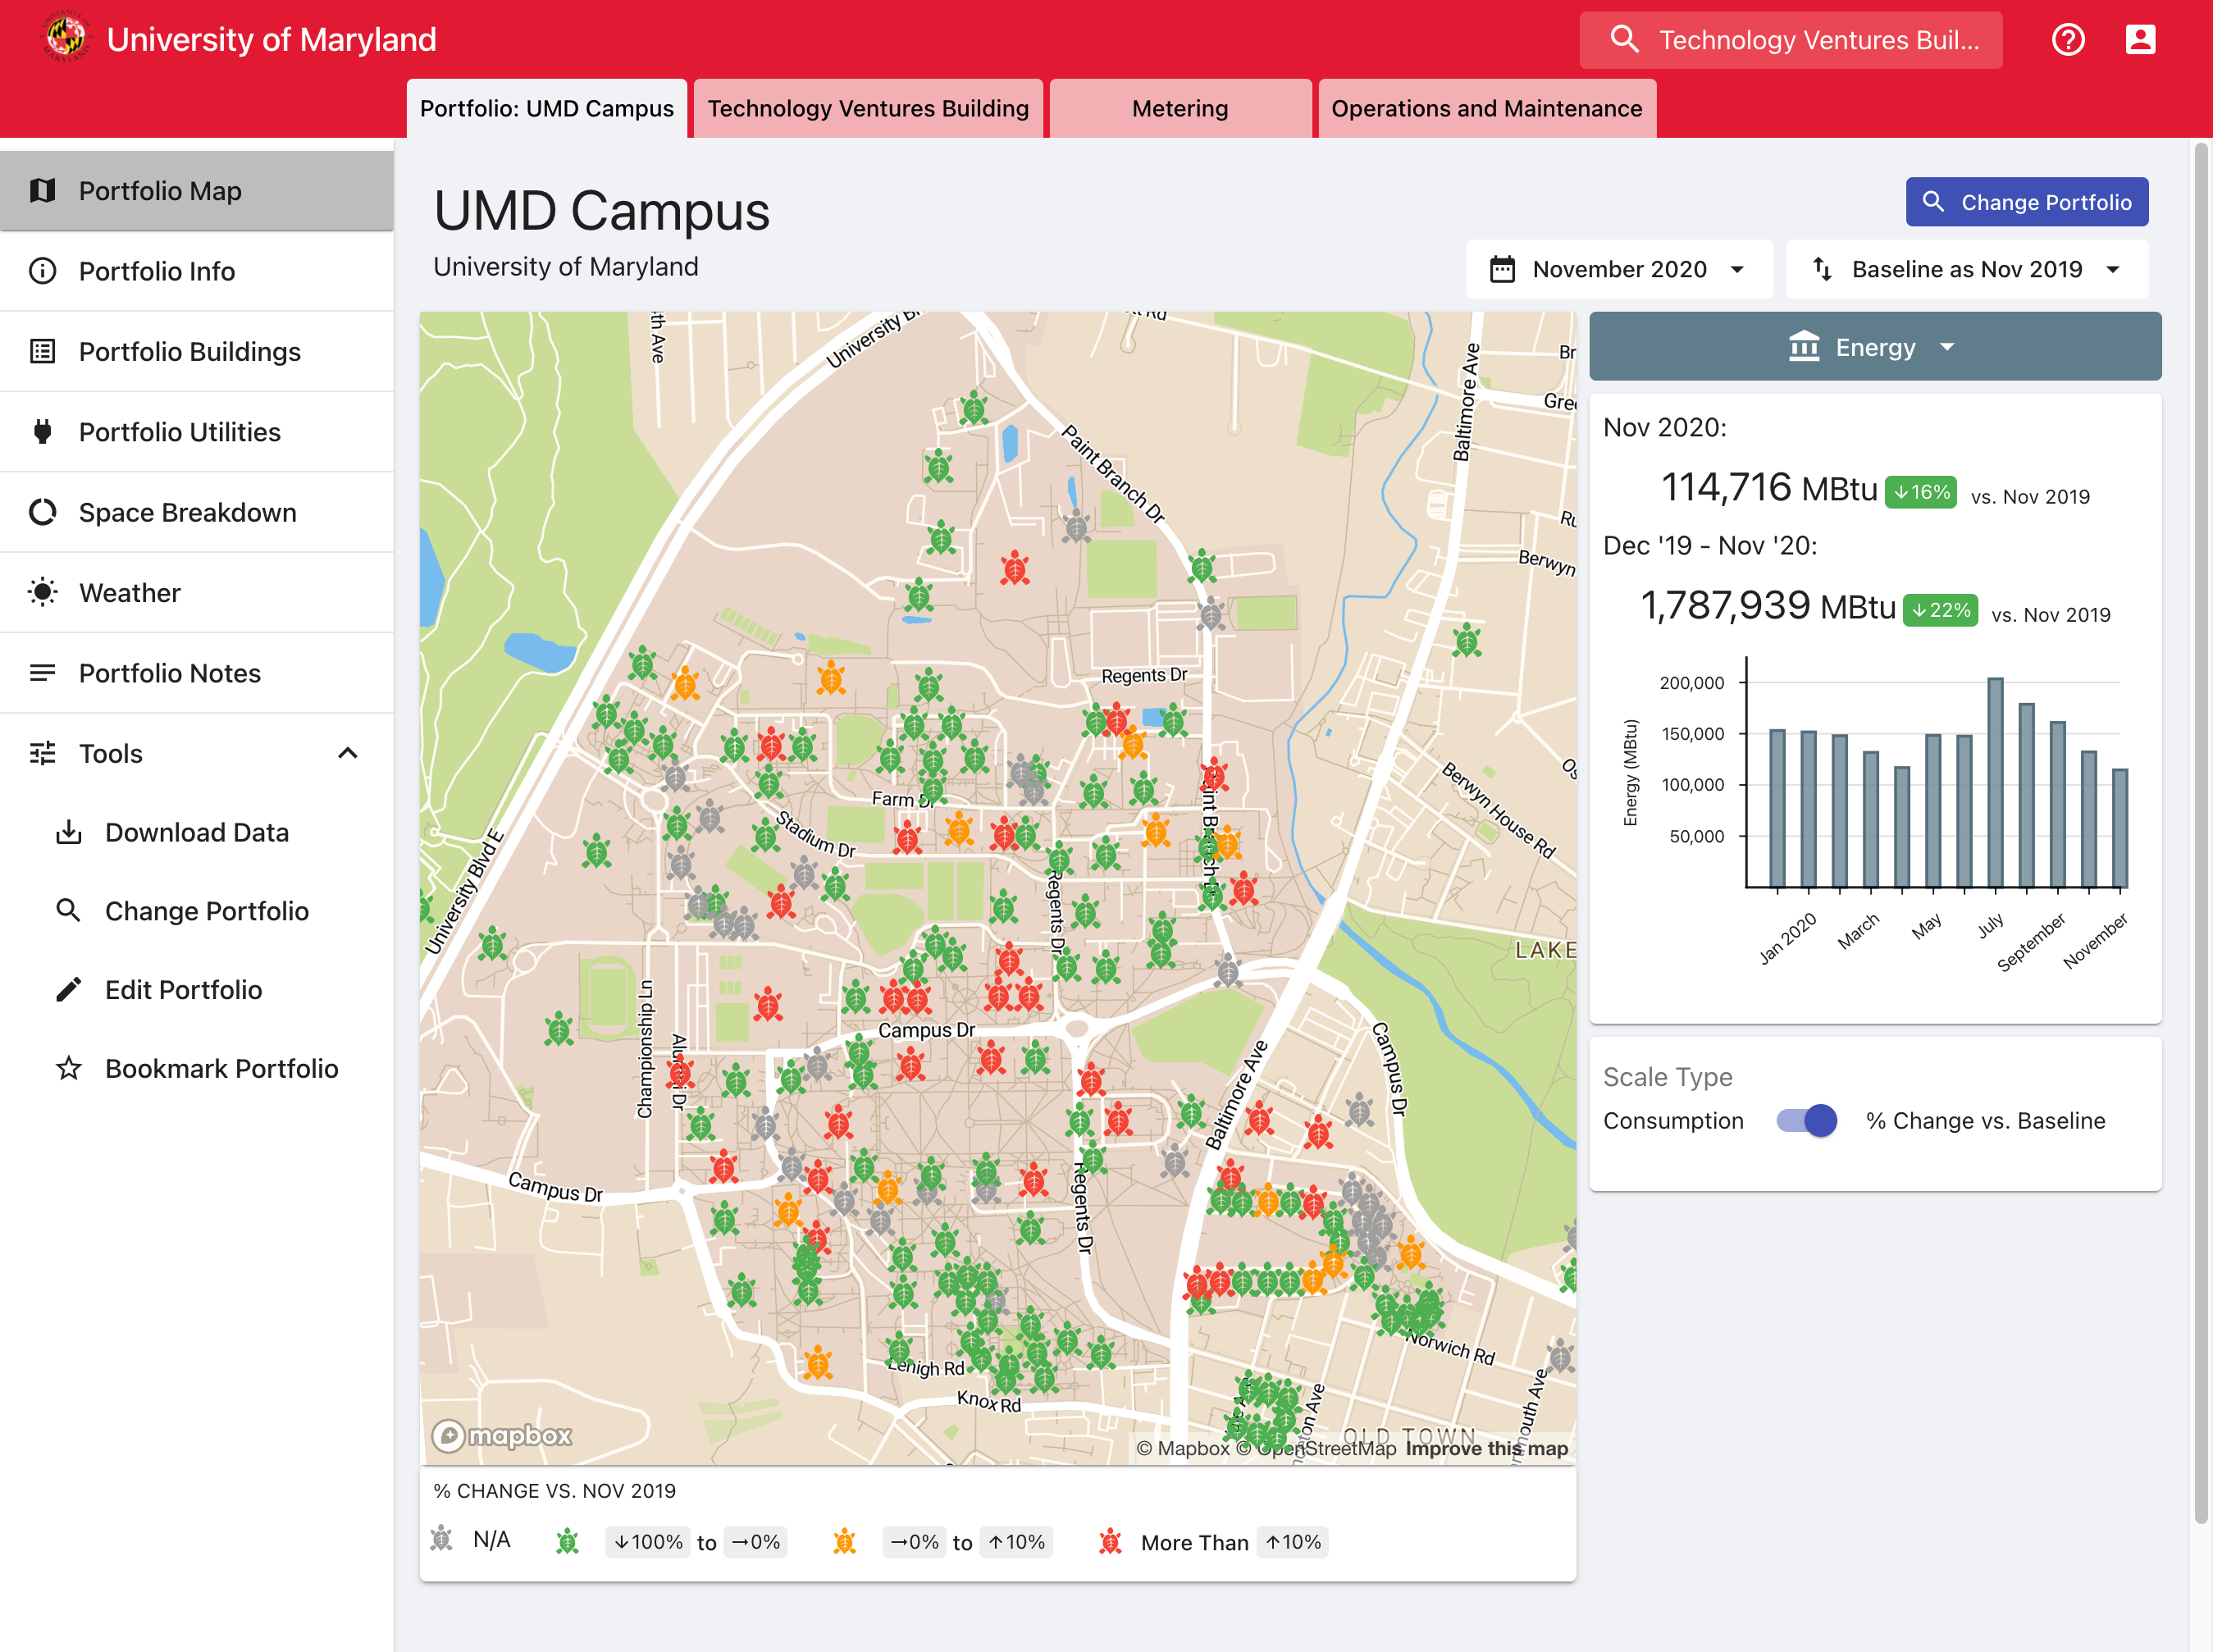 University of Maryland
Technology Ventures Buil...
Portfolio: UMD Campus
Technology Ventures Building
Metering
Operations and Maintenance
Portfolio Map
Portfolio Info
Portfolio Buildings
Portfolio Utilities
Space Breakdown
Weather
Portfolio Notes
Tools
Download Data
Change Portfolio
Edit Portfolio
Bookmark Portfolio
UMD Campus
University of Maryland
Change Portfolio
November 2020
Baseline as Nov 2019
University Bl
Paint Branch Dr
Baltimore Ave
Berwyn
Regents Dr
Farm Dr
Stadium Dr
University Blvd E
Berwyn House Rd
Regents Dr
LAKE
Championship Ln
Campus Dr
Campus Dr
Baltimore Ave
Campus Dr
Regents Dr
Norwich Rd
Lehigh Rd
Knox Rd
OLD TOWN
mapbox
© Mapbox © OpenStreetMap Improve this map
% CHANGE VS. NOV 2019
N/A
↓100% to →0%
→0% to ↑10%
More Than ↑10%
Energy
Nov 2020:
114,716 MBtu ↓16% vs. Nov 2019
Dec '19 - Nov '20:
1,787,939 MBtu ↓22% vs. Nov 2019
Energy (MBtu)
200,000
150,000
100,000
50,000
Jan 2020
March
May
July
September
November
Scale Type
Consumption
% Change vs. Baseline